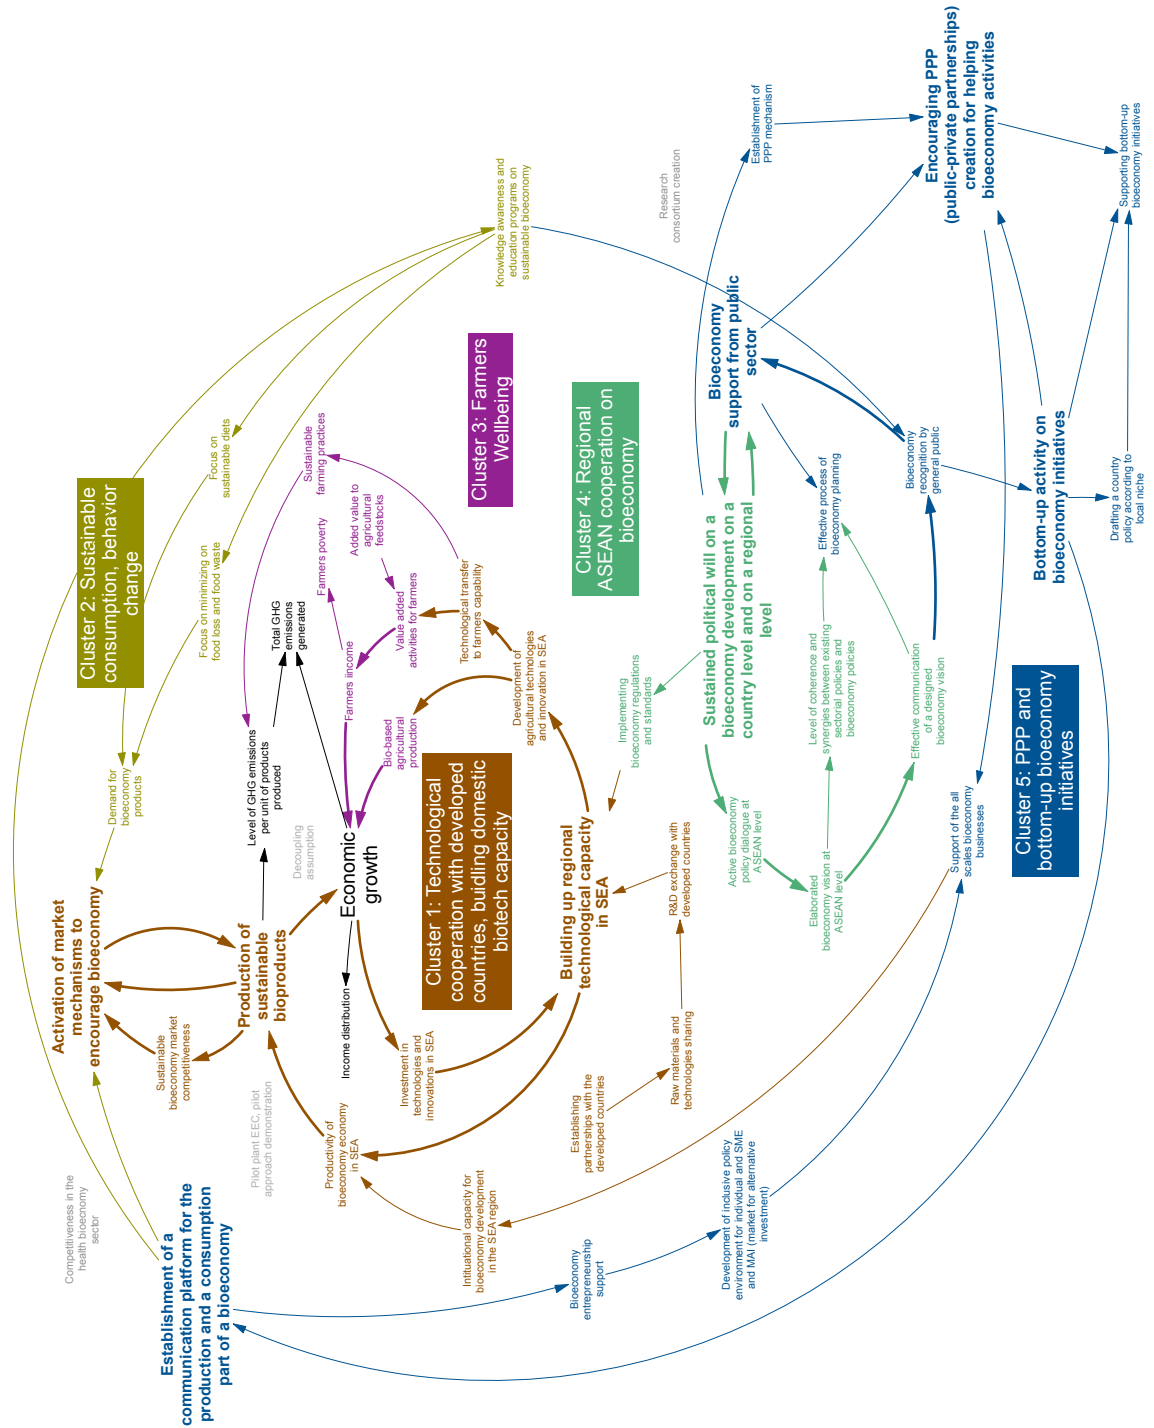 Competitiveness in the
health bioecnomy
sector
Establishment of a
communication platform for the
production and a consumption
part of a bioeconomy
Activation of market
mechanisms to
encourage bioeconomy
Sustainable
bioeconomy market
competitiveness
Production of
sustainable
bioproducts
Pilot plant EEC, pilot
approach demonstration
Productivity of
bioeconomy economy
in SEA
Intituational capacity for
bioeconomy development
in the SEA region
Income distribution
Investment in
technologies and
innovations in SEA
Economic
growth
Decoupling
assumption
Level of GHG emissions
per unit of products
produced
Total GHG
emissions
generated
Demand for
bioeconomy
products
Cluster 2: Sustainable
consumption, behavior
change
Focus on minimizing on
food loss and food waste
Focus on
sustainable diets
Knowledge awareness and
education programs on
sustainable bioeconomy
Sustainable
farming practices
Farmers poverty
Farmers iincome
Added value to
agricultural
feedstocks
Value added
activities for farmers
Bio-based
agricultural
production
Technological transfer
to farmers capability
Development of
agricultural technologies
and innovation in SEA
Cluster 3: Farmers
Wellbeing
Cluster 1: Technological
cooperation with developed
countries, buidling domestic
biotech capacity
Building up regional
technological capacity
in SEA
Establishing
partnerships with the
developed countries
Raw materials and
technologies sharing
R&D exchange with
developed countries
Implementing
bioeconomy regulations
and standards
Cluster 4: Regional
ASEAN cooperation on
bioeconomy
Sustained political will on a
bioeconomy development on a
country level and on a regional
level
Active bioeconomy
policy dialogue at
ASEAN level
Elaborated
bioeconomy vision at
ASEAN level
Level of coherence and
synergies between existing
sectorial policies and
bioeconomy policies
Effective communication
of a designed
bioeconomy vision
Effective process of
bioeconomy planning
Bioeconomy
recognition by
general public
Bioeconomy
support from public
sector
Research
consortium creation
Establishment of
PPP mechanism
Encouraging PPP
(public-private partnerships)
creation for helping
bioeconomy activities
Supporting bottom-up
bioeconomy initiatives
Bottom-up activity on
bioeconomy initiatives
Drafting a country
policy according to
local niche
Support of the all
scales bioeconomy
businesses
Cluster 5: PPP and
bottom-up bioeconomy
initiatives
Bioeconomy
entrepreneurship
support
Development of inclusive policy
environment for individual and SME
and MAI (market for alternative
investment)